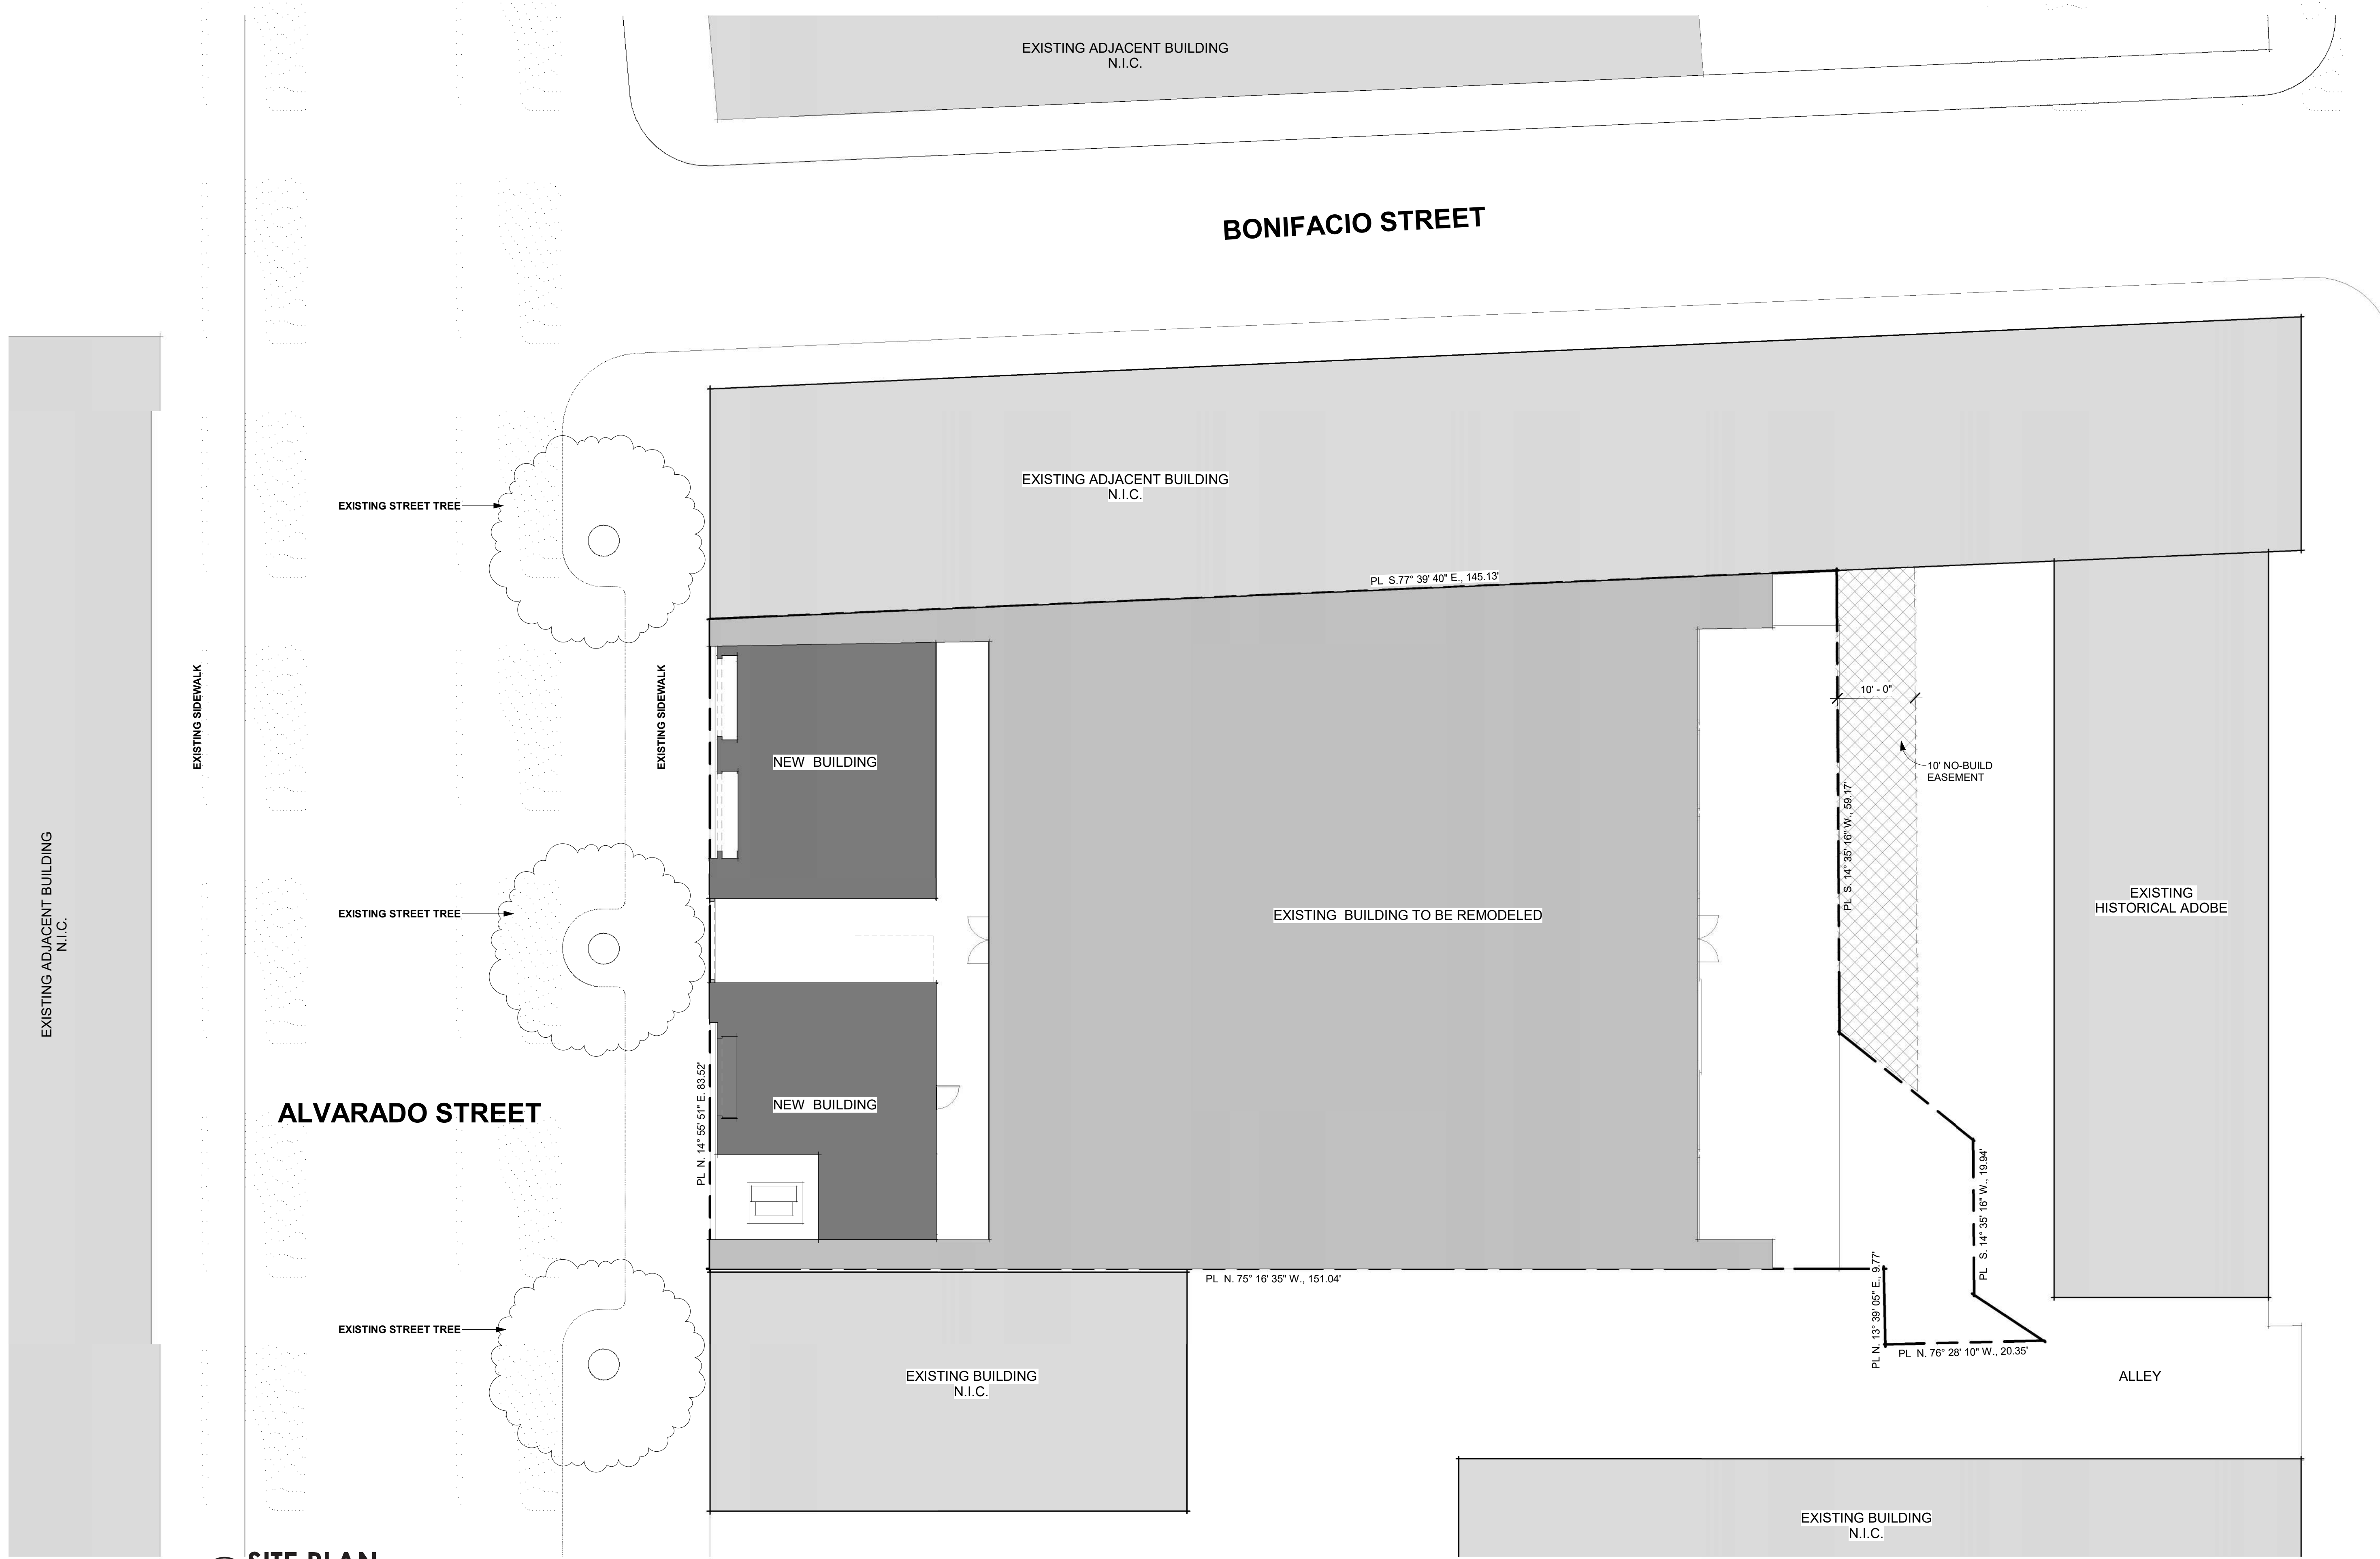 EXISTING ADJACENT BUILDING
N.I.C.
BONIFACIO STREET
EXISTING ADJACENT BUILDING
N.I.C.
EXISTING STREET TREE
PL S.77° 39' 40" E., 145.13'
EXISTING SIDEWALK
EXISTING SIDEWALK
10' - 0"
NEW BUILDING
10' NO-BUILD
EASEMENT
PL S. 14° 35' 16" W., 59.17'
EXISTING ADJACENT BUILDING
N.I.C.
EXISTING STREET TREE
EXISTING BUILDING TO BE REMODELED
EXISTING
HISTORICAL ADOBE
ALVARADO STREET
PL N. 14° 55' 51" E. 83.52'
NEW BUILDING
PL S. 14° 35' 16" W., 19.94'
PL N. 75° 16' 35" W., 151.04'
PL N. 13° 39' 05" E., 9.77'
EXISTING STREET TREE
PL N. 76° 28' 10" W., 20.35'
EXISTING BUILDING
N.I.C.
ALLEY
EXISTING BUILDING
N.I.C.
SITE PLAN